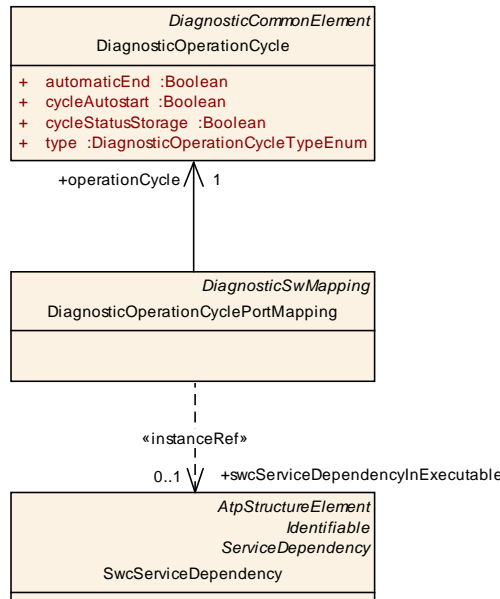 DiagnosticCommonElement
DiagnosticOperationCycle
+ automaticEnd :Boolean
+ cycleAutostart :Boolean
+ cycleStatusStorage :Boolean
+ type :DiagnosticOperationCycleTypeEnum
+operationCycle 1
DiagnosticSwMapping
DiagnosticOperationCyclePortMapping
«instanceRef»
0..1 +swcServiceDependencyInExecutable
AtpStructureElement
Identifiable
ServiceDependency
SwcServiceDependency